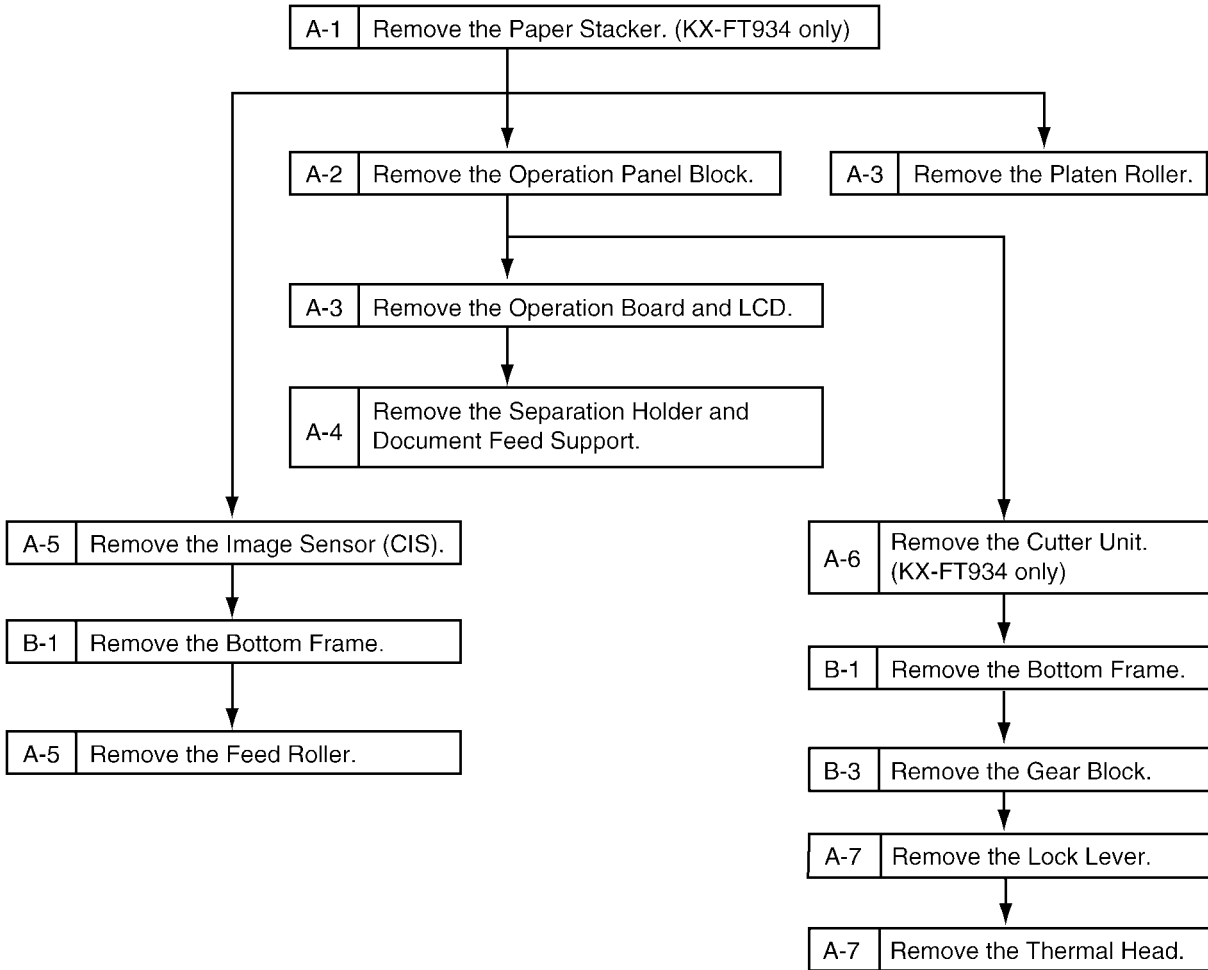 A-1 Remove the Paper Stacker. (KX-FT934 only)
A-2 Remove the Operation Panel Block.
A-3 Remove the Platen Roller.
A-3 Remove the Operation Board and LCD.
A-4 Remove the Separation Holder and
Document Feed Support.
A-5 Remove the Image Sensor (CIS).
A-6 Remove the Cutter Unit.
(KX-FT934 only)
B-1 Remove the Bottom Frame.
B-1 Remove the Bottom Frame.
A-5 Remove the Feed Roller.
B-3 Remove the Gear Block.
A-7 Remove the Lock Lever.
A-7 Remove the Thermal Head.